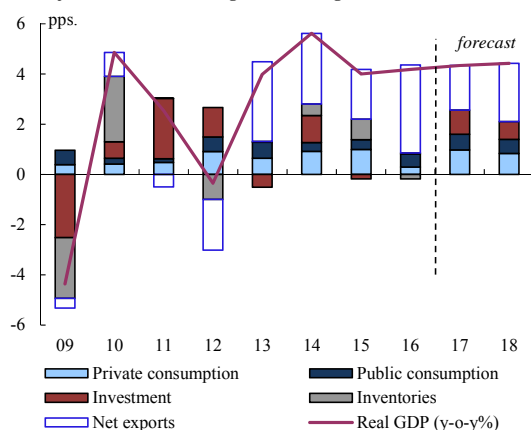 pps.
forecast
6
4
2
0
-2
-4
-6
09 10 11 12 13 14 15 16 17 18
Private consumption Public consumption
Investment Inventories
Net exports Real GDP (y-o-y%)